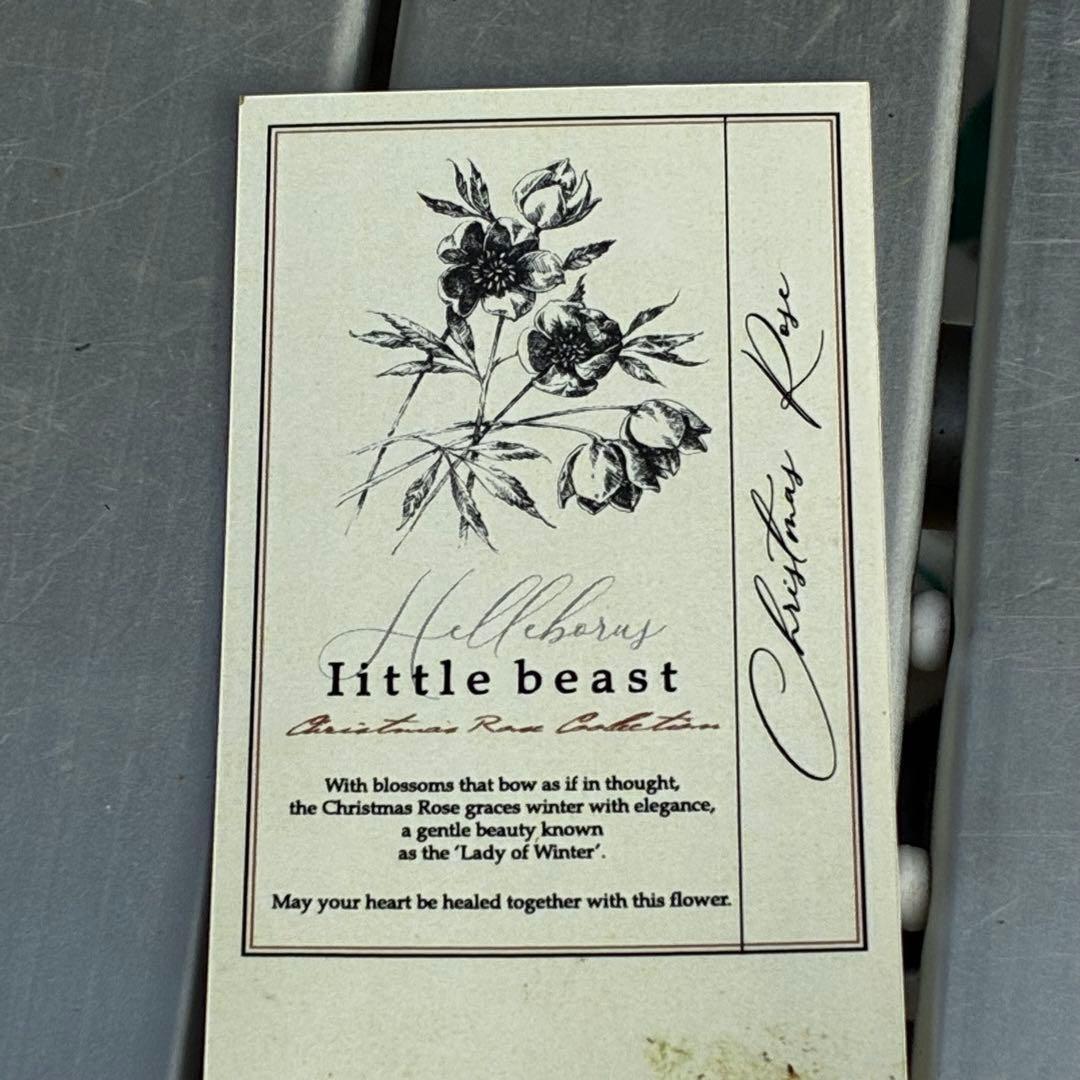 Helleborus
Iittle beast
Christmas Rose Coollection
With blossoms that bow as if in thought,
the Christmas Rose graces winter with elegance,
a gentle beauty known
as the ‘Lady of Winter’.
May your heart be healed together with this flower.
Christmas Rose